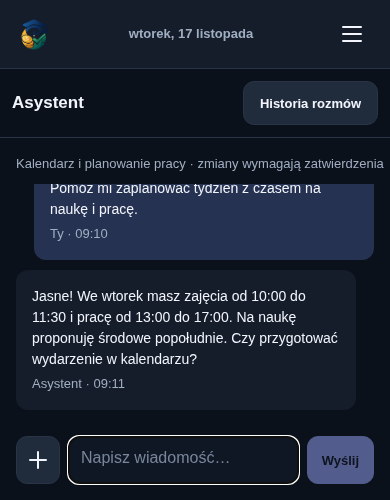 wtorek, 17 listopada
Asystent
Historia rozmów
Kalendarz i planowanie pracy · zmiany wymagają zatwierdzenia
Pomóż mi zaplanować tydzień z czasem na
naukę i pracę.
Ty · 09:10
Jasne! We wtorek masz zajęcia od 10:00 do
11:30 i pracę od 13:00 do 17:00. Na naukę
proponuję środowe popołudnie. Czy przygotować
wydarzenie w kalendarzu?
Asystent · 09:11
Napisz wiadomość…
Wyślij